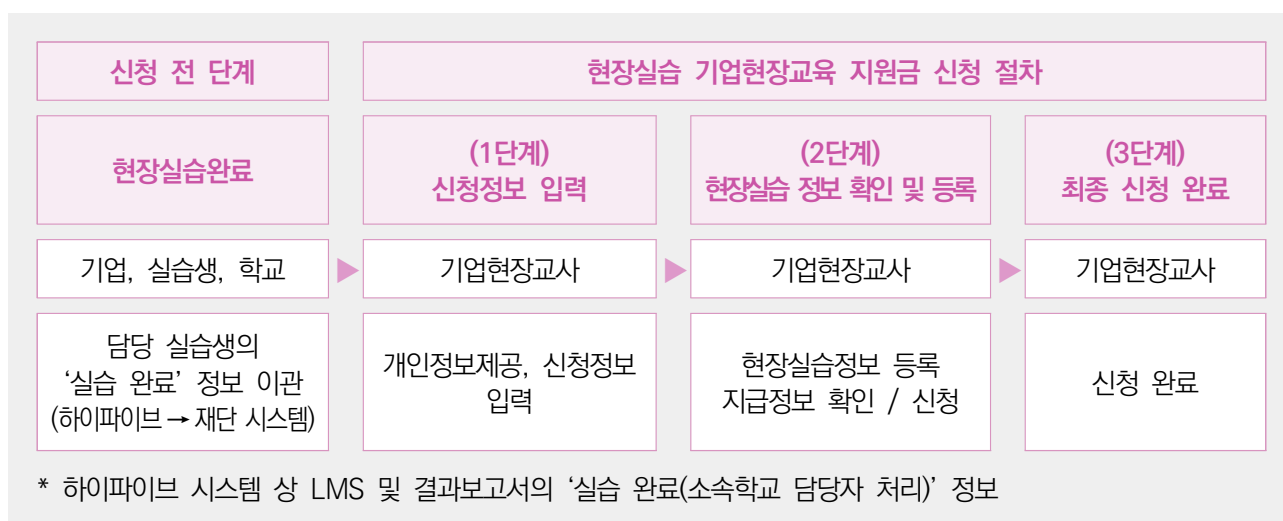 신청 전 단계
현장실습 기업현장교육 지원금 신청 절차
현장실습완료
(1단계)
신청정보 입력
(2단계)
현장실습 정보 확인 및 등록
(3단계)
최종 신청 완료
기업, 실습생, 학교
▶
기업현장교사
▶
기업현장교사
▶
기업현장교사
담당 실습생의
‘실습 완료’ 정보 이관
(하이파이브→재단 시스템)
개인정보제공, 신청정보
입력
현장실습정보 등록
지급정보 확인 / 신청
신청 완료
* 하이파이브 시스템 상 LMS 및 결과보고서의 ‘실습 완료(소속학교 담당자 처리)’ 정보